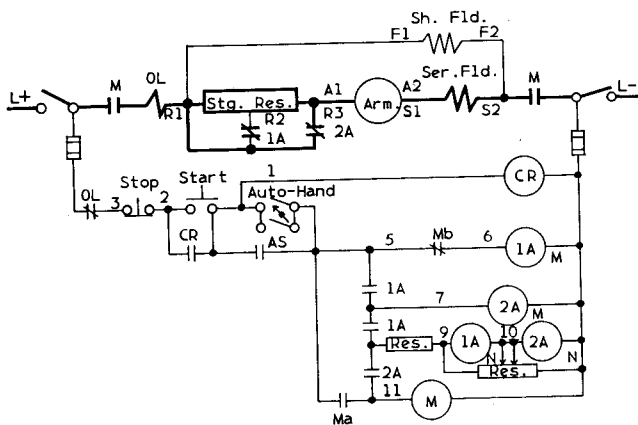 Sh. Fld.
F1 F2
L+ M OL A1 A2 Ser.Fld. M L-
Stg. Res. Arm.
R1 R2 R3 S1 S2
1A 2A
1
OL 3 Stop 2 Start Auto-Hand CR
CR AS 5 Mb 6 1A M
1A 7 2A M
1A 9 10
Res. 1A N 2A N
Res.
2A
11
Ma M